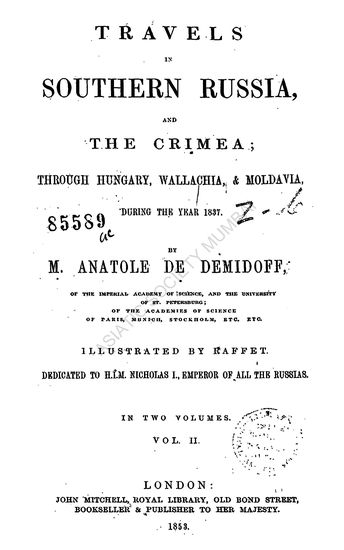 TRAVELS
IN
SOUTHERN RUSSIA,
AND
THE CRIMEA;
THROUGH HUNGARY, WALLACHIA, & MOLDAVIA,
DURING THE YEAR 1837.
85589
BY
M. ANATOLE DE DEMIDOFF,
OF THE IMPERIAL ACADEMY OF SCIENCE, AND THE UNIVERSITY
OF ST. PETERSBURG;
OF THE ACADEMIES OF SCIENCE
OF PARIS, MUNICH, STOCKHOLM, ETC. ETC.
ILLUSTRATED BY RAFFET.
DEDICATED TO H.I.M. NICHOLAS I., EMPEROR OF ALL THE RUSSIAS.
IN TWO VOLUMES.
VOL. II.
LONDON:
JOHN MITCHELL, ROYAL LIBRARY, OLD BOND STREET,
BOOKSELLER & PUBLISHER TO HER MAJESTY.
1853.